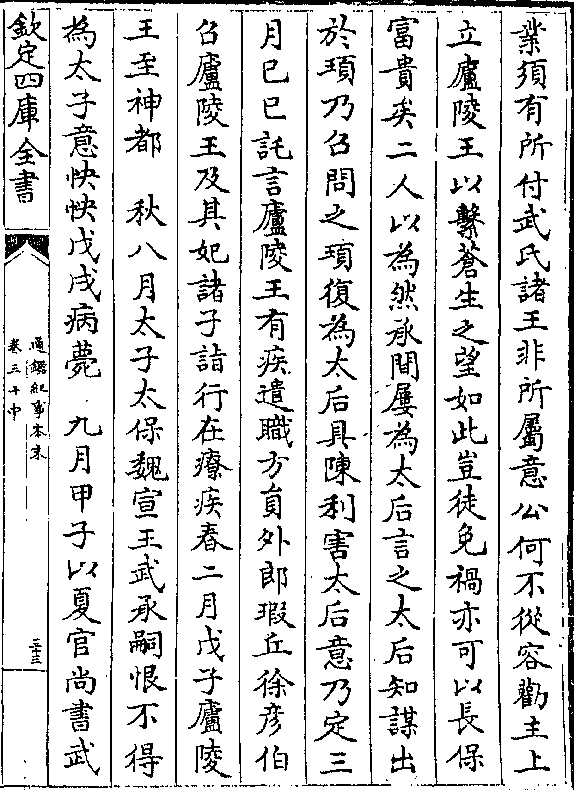 業須有所付武氏諸王非所屬意公何不從容勸主上
立廬陵王以繫蒼生之望如此豈徒免禍亦可以長保
富貴矣二人以為然承間屢為太后言之太后知謀出
於頊乃召問之頊復為太后具陳利害太后意乃定三
月已巳託言廬陵王有疾遣職方員外郎瑕丘徐彦伯
召廬陵王及其妃諸子詣行在療疾春二月戊子廬陵
王至神都　秋八月太子太保魏宣王武承嗣恨不得
為太子意怏怏戊戌病薨　九月甲子以夏官尚書武
欽定四庫全書
通鑑紀事本末
卷三十中
三十三